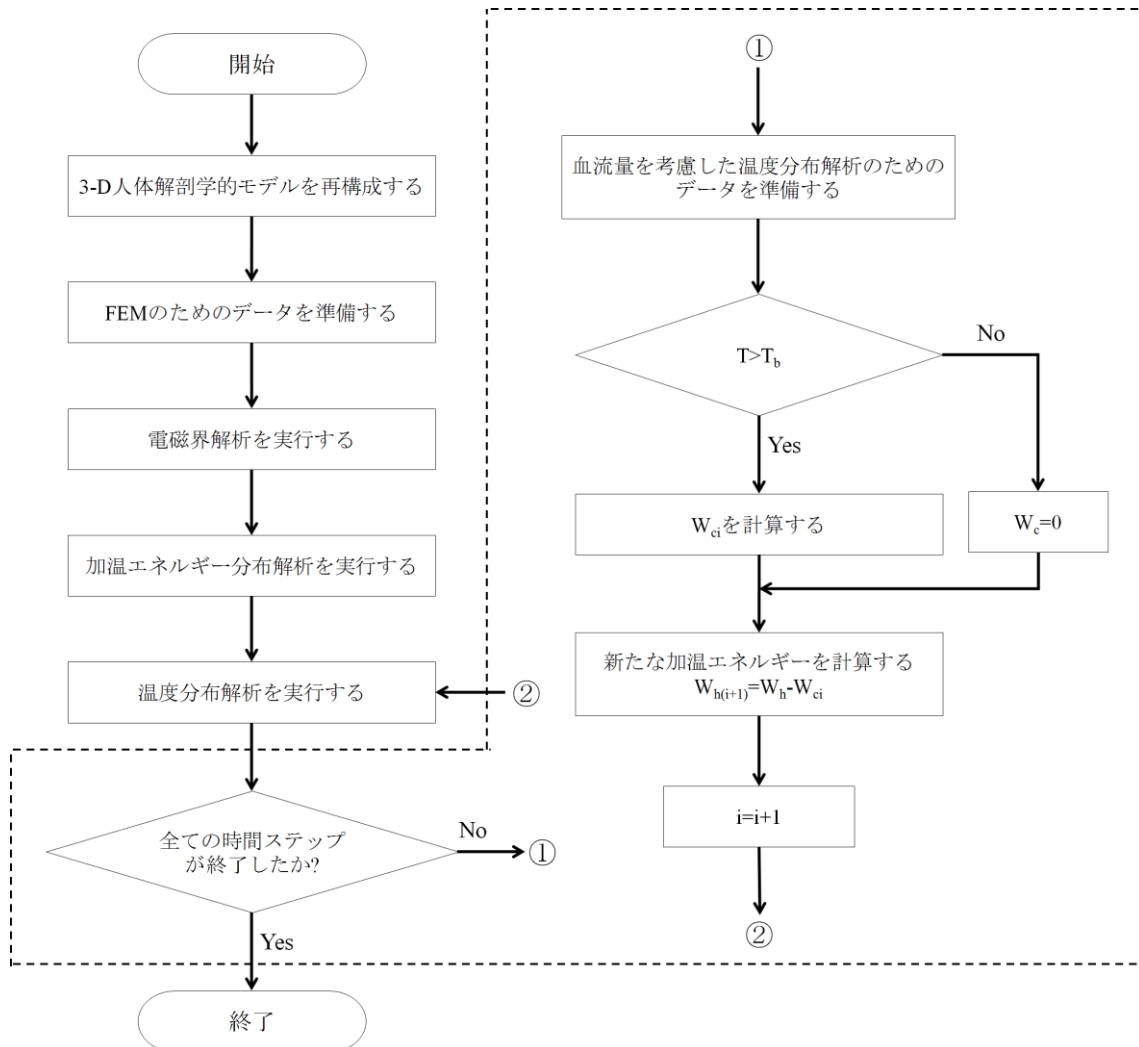 開始
3-D人体解剖学的モデルを再構成する
FEMのためのデータを準備する
電磁界解析を実行する
加温エネルギー分布解析を実行する
温度分布解析を実行する
②
全ての時間ステップ
が終了したか?
No
①
Yes
終了
①
血流量を考慮した温度分布解析のための
データを準備する
T>Tb
No
Yes
Wciを計算する
Wc=0
新たな加温エネルギーを計算する
Wh(i+1)=Wh-Wci
i=i+1
②